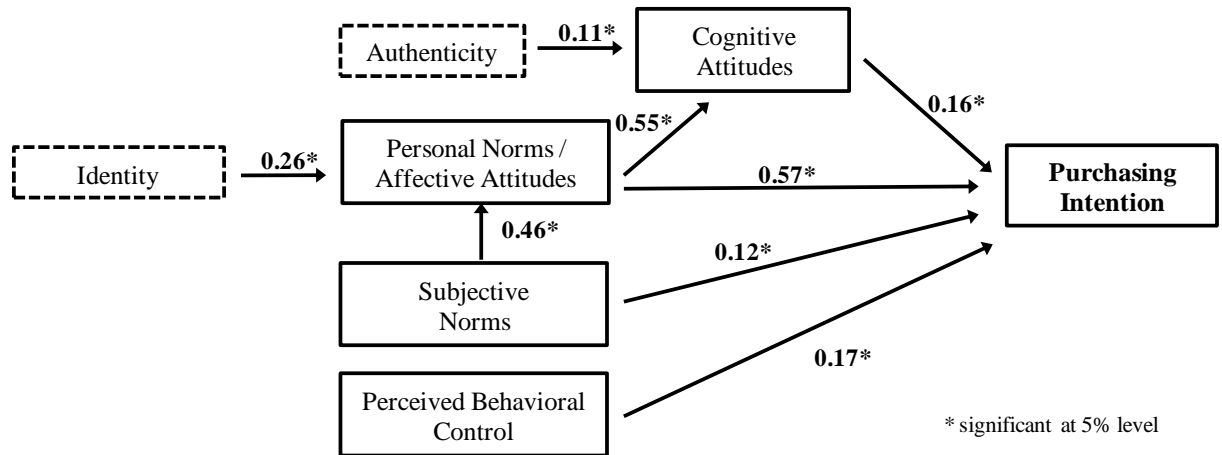 0.11*
Authenticity
Cognitive
Attitudes
0.16*
0.55*
Identity
0.26*
Personal Norms /
Affective Attitudes
0.57*
Purchasing
Intention
0.46*
0.12*
Subjective
Norms
0.17*
Perceived Behavioral
Control
* significant at 5% level